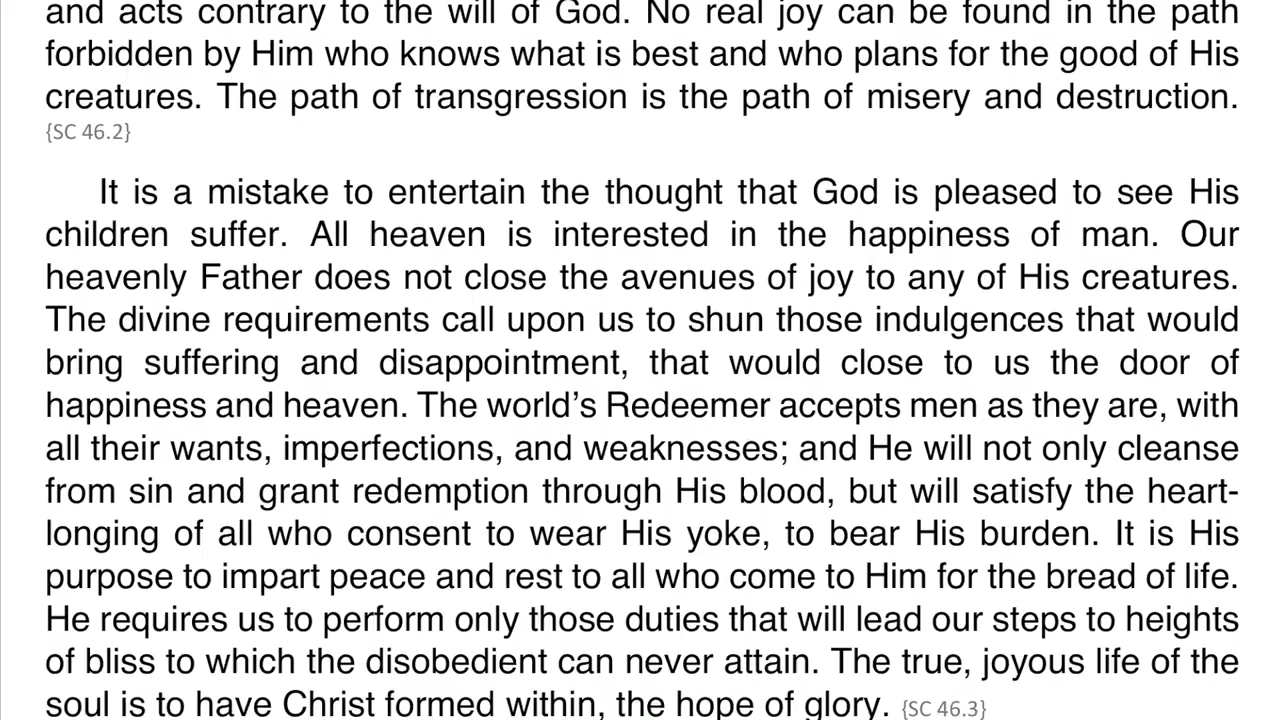 and acts contrary to the will of God. No real joy can be found in the path
forbidden by Him who knows what is best and who plans for the good of His
creatures. The path of transgression is the path of misery and destruction.
{SC 46.2}
It is a mistake to entertain the thought that God is pleased to see His
children suffer. All heaven is interested in the happiness of man. Our
heavenly Father does not close the avenues of joy to any of His creatures.
The divine requirements call upon us to shun those indulgences that would
bring suffering and disappointment, that would close to us the door of
happiness and heaven. The world’s Redeemer accepts men as they are, with
all their wants, imperfections, and weaknesses; and He will not only cleanse
from sin and grant redemption through His blood, but will satisfy the heart-
longing of all who consent to wear His yoke, to bear His burden. It is His
purpose to impart peace and rest to all who come to Him for the bread of life.
He requires us to perform only those duties that will lead our steps to heights
of bliss to which the disobedient can never attain. The true, joyous life of the
soul is to have Christ formed within, the hope of glory. {SC 46.3}